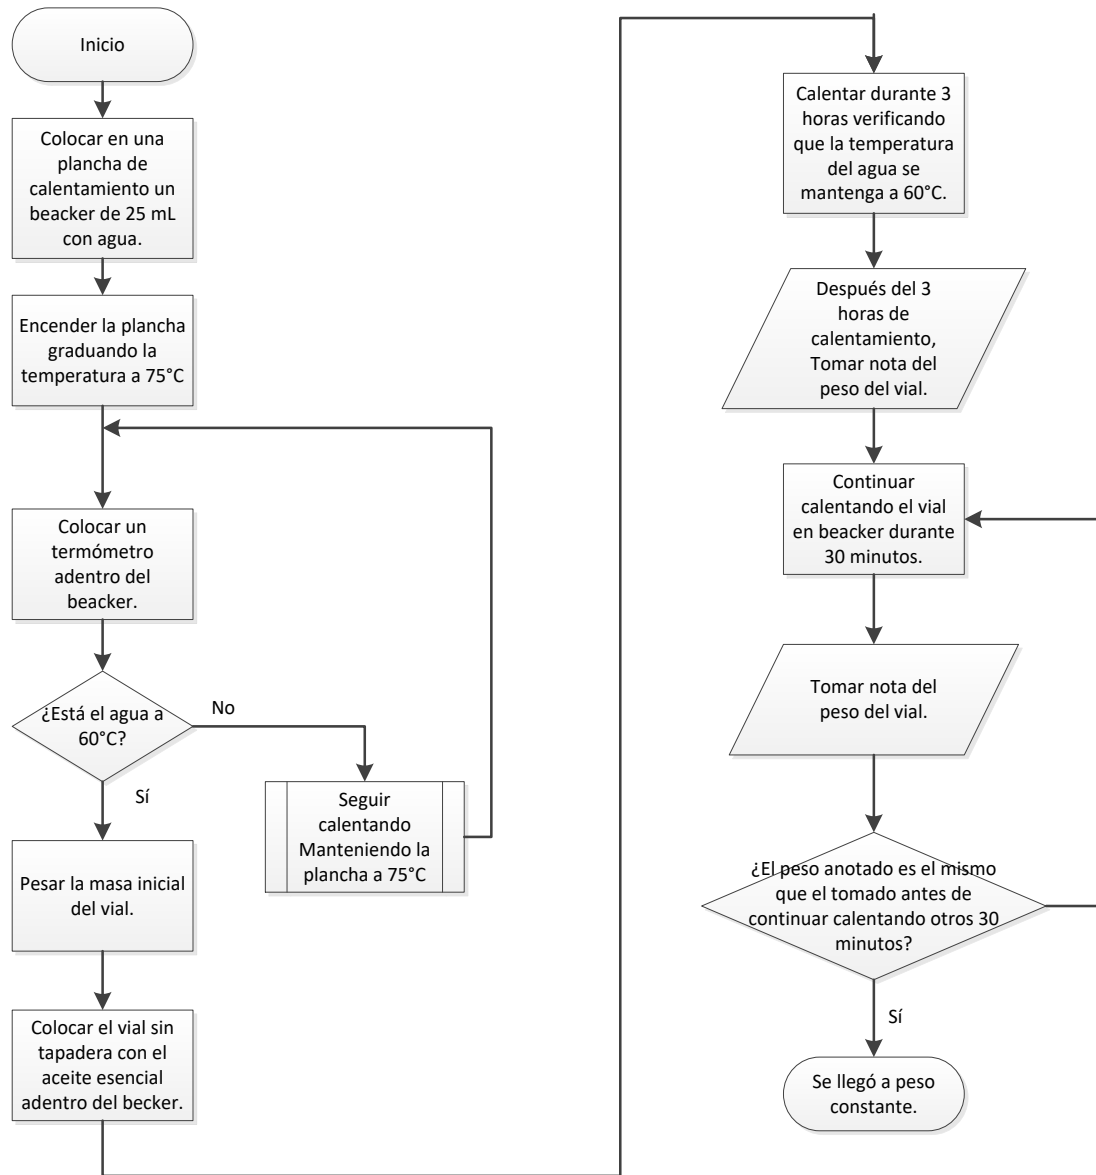 Inicio
Colocar en una
plancha de
calentamiento un
beacker de 25 mL
con agua.
Encender la plancha
graduando la
temperatura a 75°C
Colocar un
termómetro
adentro del
beacker.
¿Está el agua a
60°C?
No
Sí
Seguir
calentando
Manteniendo la
plancha a 75°C
Pesar la masa inicial
del vial.
Colocar el vial sin
tapadera con el
aceite esencial
adentro del becker.
Calentar durante 3
horas verificando
que la temperatura
del agua se
mantenga a 60°C.
Después del 3
horas de
calentamiento,
Tomar nota del
peso del vial.
Continuar
calentando el vial
en beacker durante
30 minutos.
Tomar nota del
peso del vial.
¿El peso anotado es el mismo
que el tomado antes de
continuar calentando otros 30
minutos?
Sí
Se llegó a peso
constante.